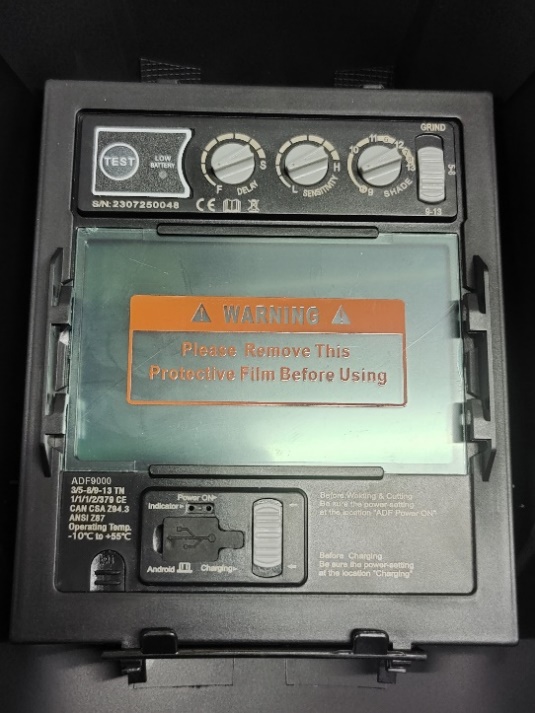 GRIND
TEST
LOW
BATTERY
F DELAY S
L SENSITIVITY H
9 SHADE
S/N: 2307250048
CE
9-13
WARNING
Please Remove This
Protective Film Before Using
ADF9000
3/5-8/9-13 TN
1/1/1/2/379 CE
CAN CSA Z94.3
ANSI Z87
Operating Temp.
-10°C to +55°C
Power ON
Indicator
Android
Charging
Before Welding & Cutting
Be sure the power-setting
at the location "ADF Power ON"
Before Charging
Be sure the power-setting
at the location "Charging"